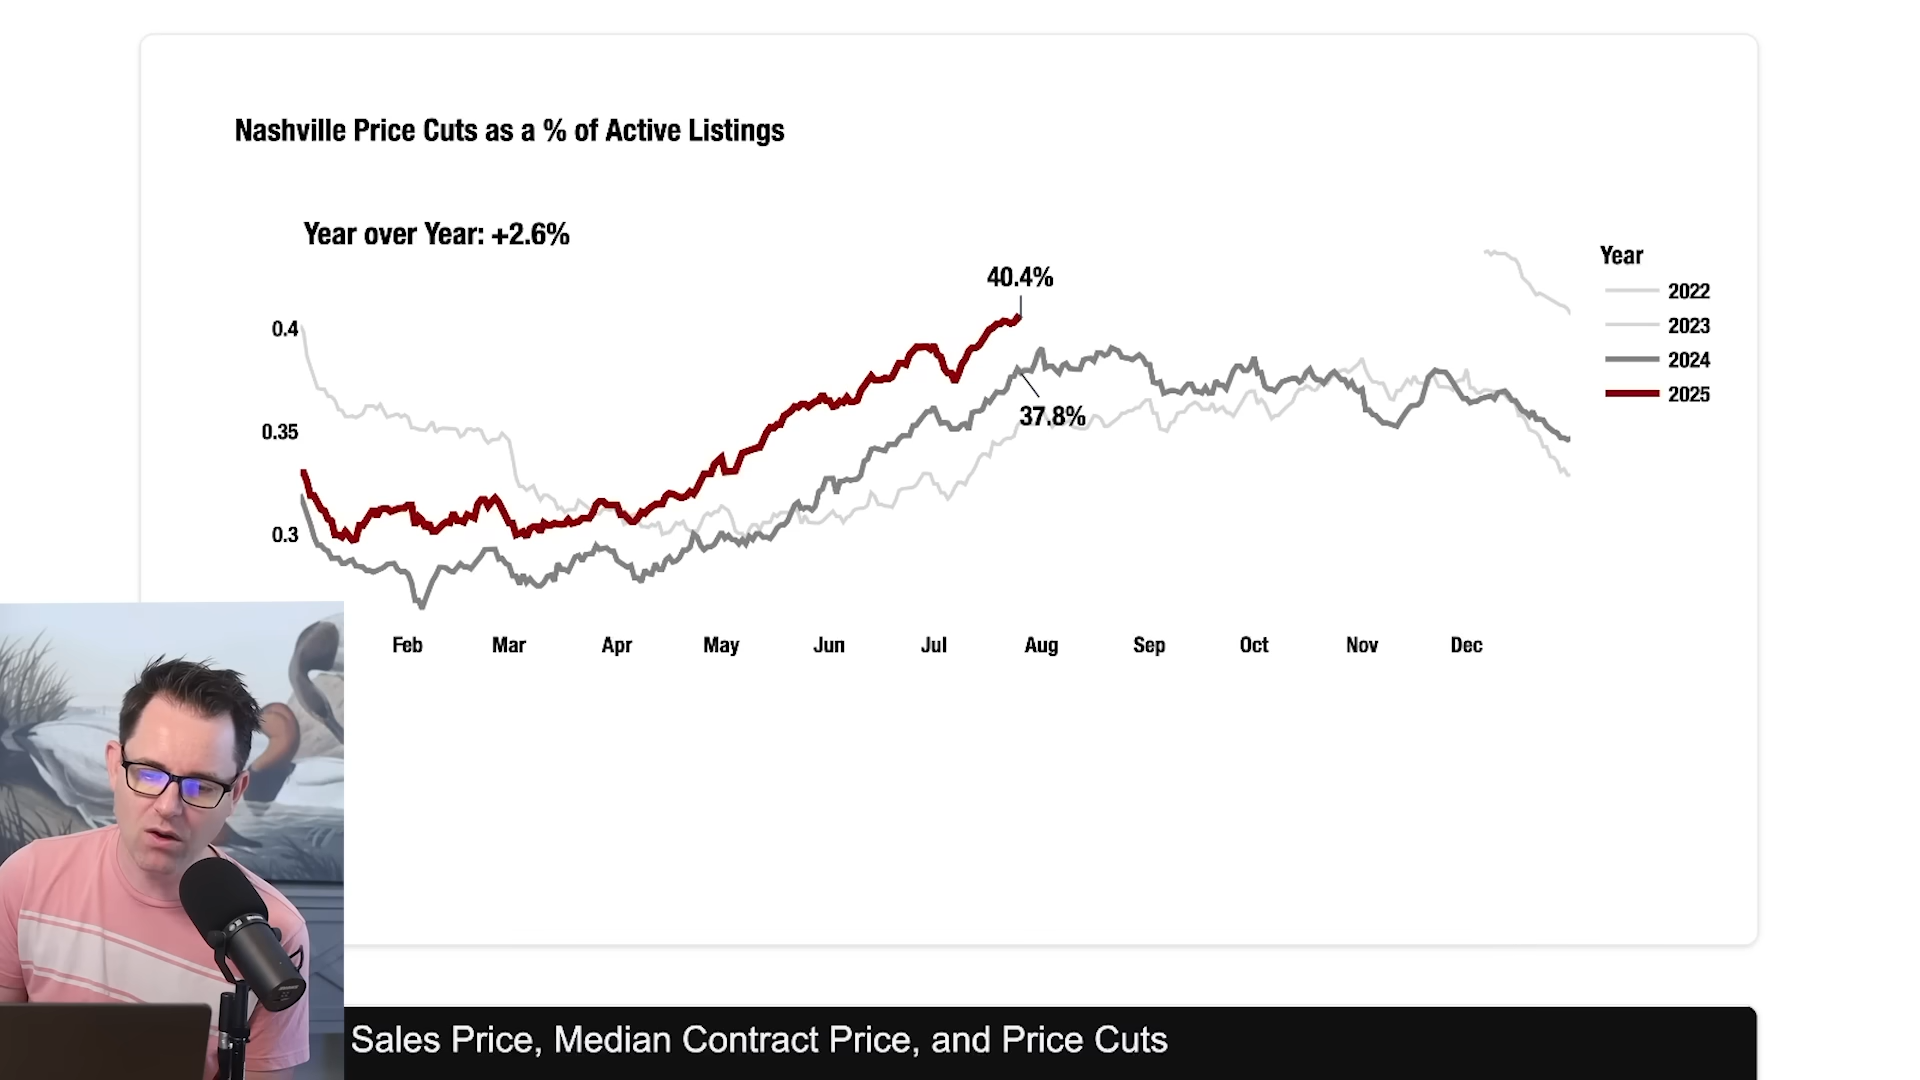 Nashville Price Cuts as a % of Active Listings
Year over Year: +2.6%
40.4%
37.8%
0.4
0.35
0.3
Feb Mar Apr May Jun Jul Aug Sep Oct Nov Dec
Year
2022
2023
2024
2025
Sales Price, Median Contract Price, and Price Cuts